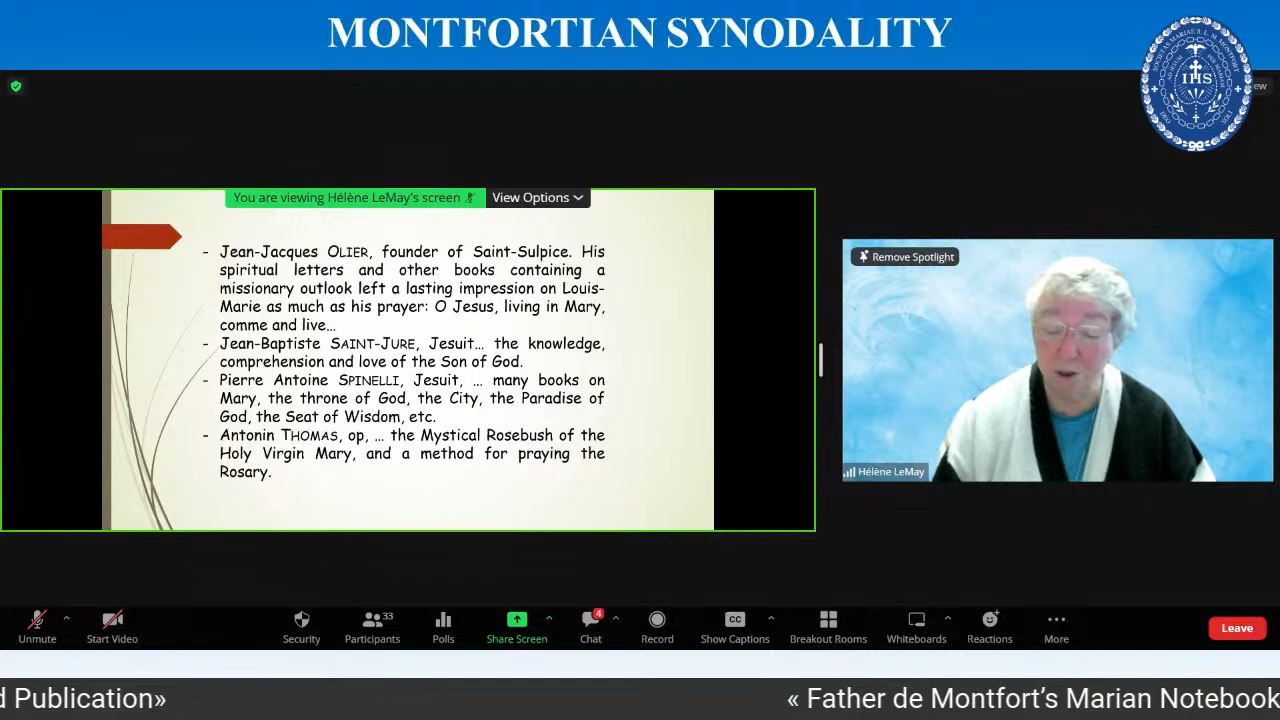 MONTFORTIAN SYNODALITY
IHS
ew
You are viewing Hélène LeMay's screen
View Options
- Jean-Jacques OLIER, founder of Saint-Sulpice. His
spiritual letters and other books containing a
missionary outlook left a lasting impression on Louis-
Marie as much as his prayer: O Jesus, living in Mary,
comme and live...
- Jean-Baptiste SAINT-JURE, Jesuit... the knowledge,
comprehension and love of the Son of God.
- Pierre Antoine SPINELLI, Jesuit, ... many books on
Mary, the throne of God, the City, the Paradise of
God, the Seat of Wisdom, etc.
- Antonin THOMAS, op, ... the Mystical Rosebush of the
Holy Virgin Mary, and a method for praying the
Rosary.
Remove Spotlight
Hélène LeMay
Unmute
Start Video
Security
Participants 33
Polls
Share Screen
Chat 4
Record
CC
Show Captions
Breakout Rooms
Whiteboards
Reactions
More
Leave
d Publication» « Father de Montfort's Marian Notebook